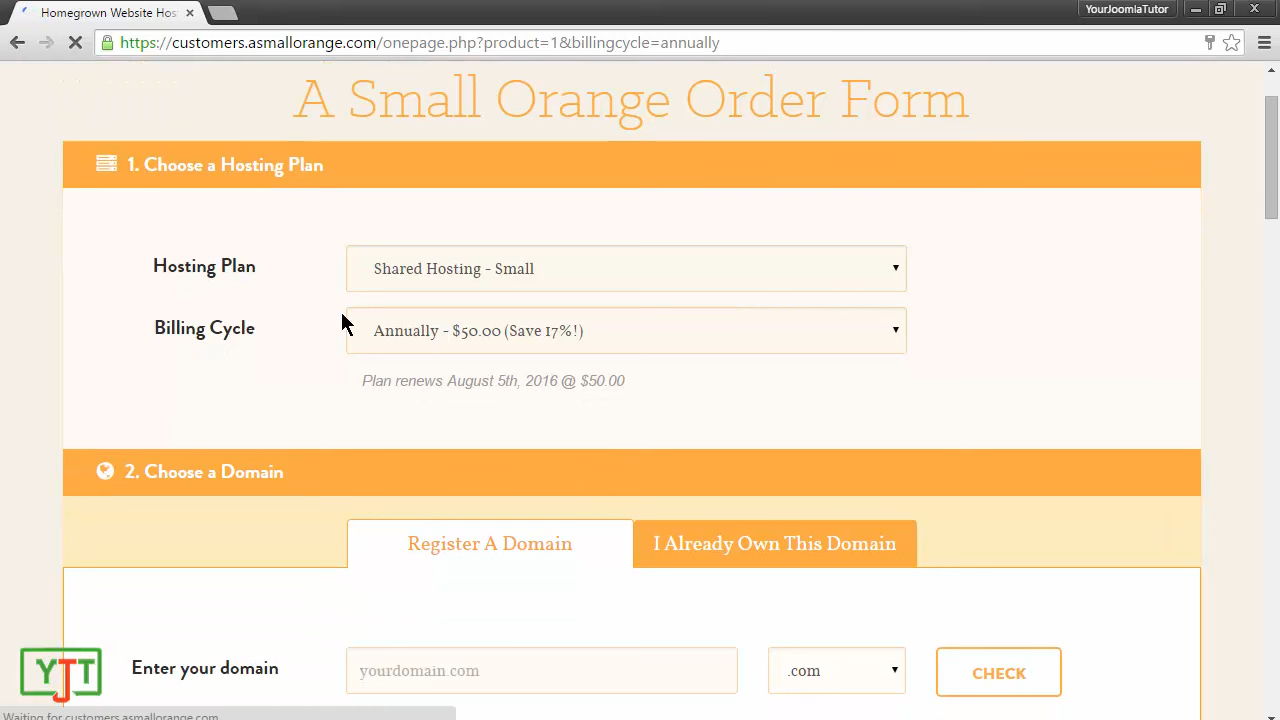 Homegrown Website Hos
YourJoomlaTutor
https://customers.asmallorange.com/onepage.php?product=1&billingcycle=annually
A Small Orange Order Form
1. Choose a Hosting Plan
Hosting Plan
Shared Hosting - Small
Billing Cycle
Annually - $50.00 (Save 17%!)
Plan renews August 5th, 2016 @ $50.00
2. Choose a Domain
Register A Domain
I Already Own This Domain
Enter your domain
yourdomain.com
.com
CHECK
YJT
Waiting for customers.asmallorange.com